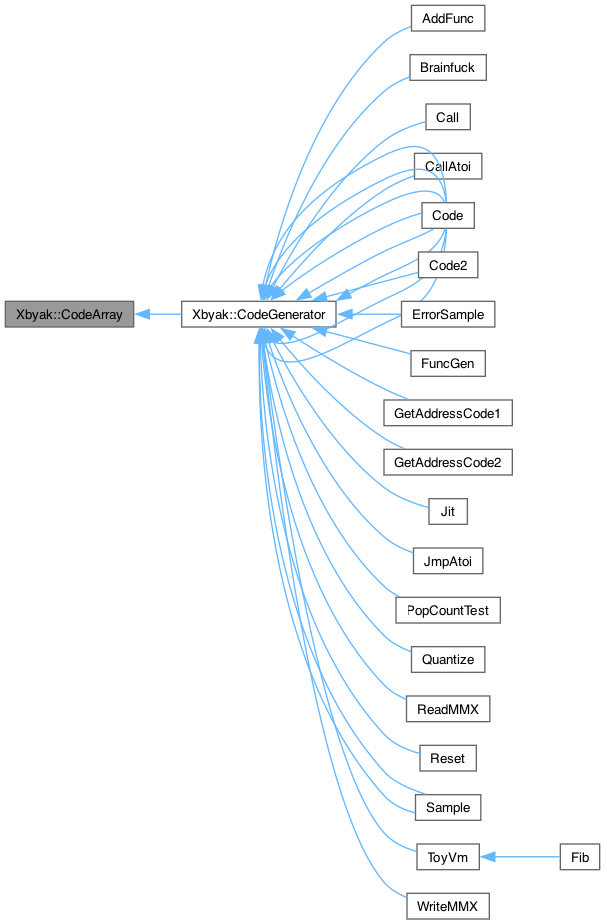 AddFunc
Brainfuck
Call
CallAtoi
Code
Code2
Xbyak::CodeArray
Xbyak::CodeGenerator
ErrorSample
FuncGen
GetAddressCode1
GetAddressCode2
Jit
JmpAtoi
PopCountTest
Quantize
ReadMMX
Reset
Sample
ToyVm
Fib
WriteMMX